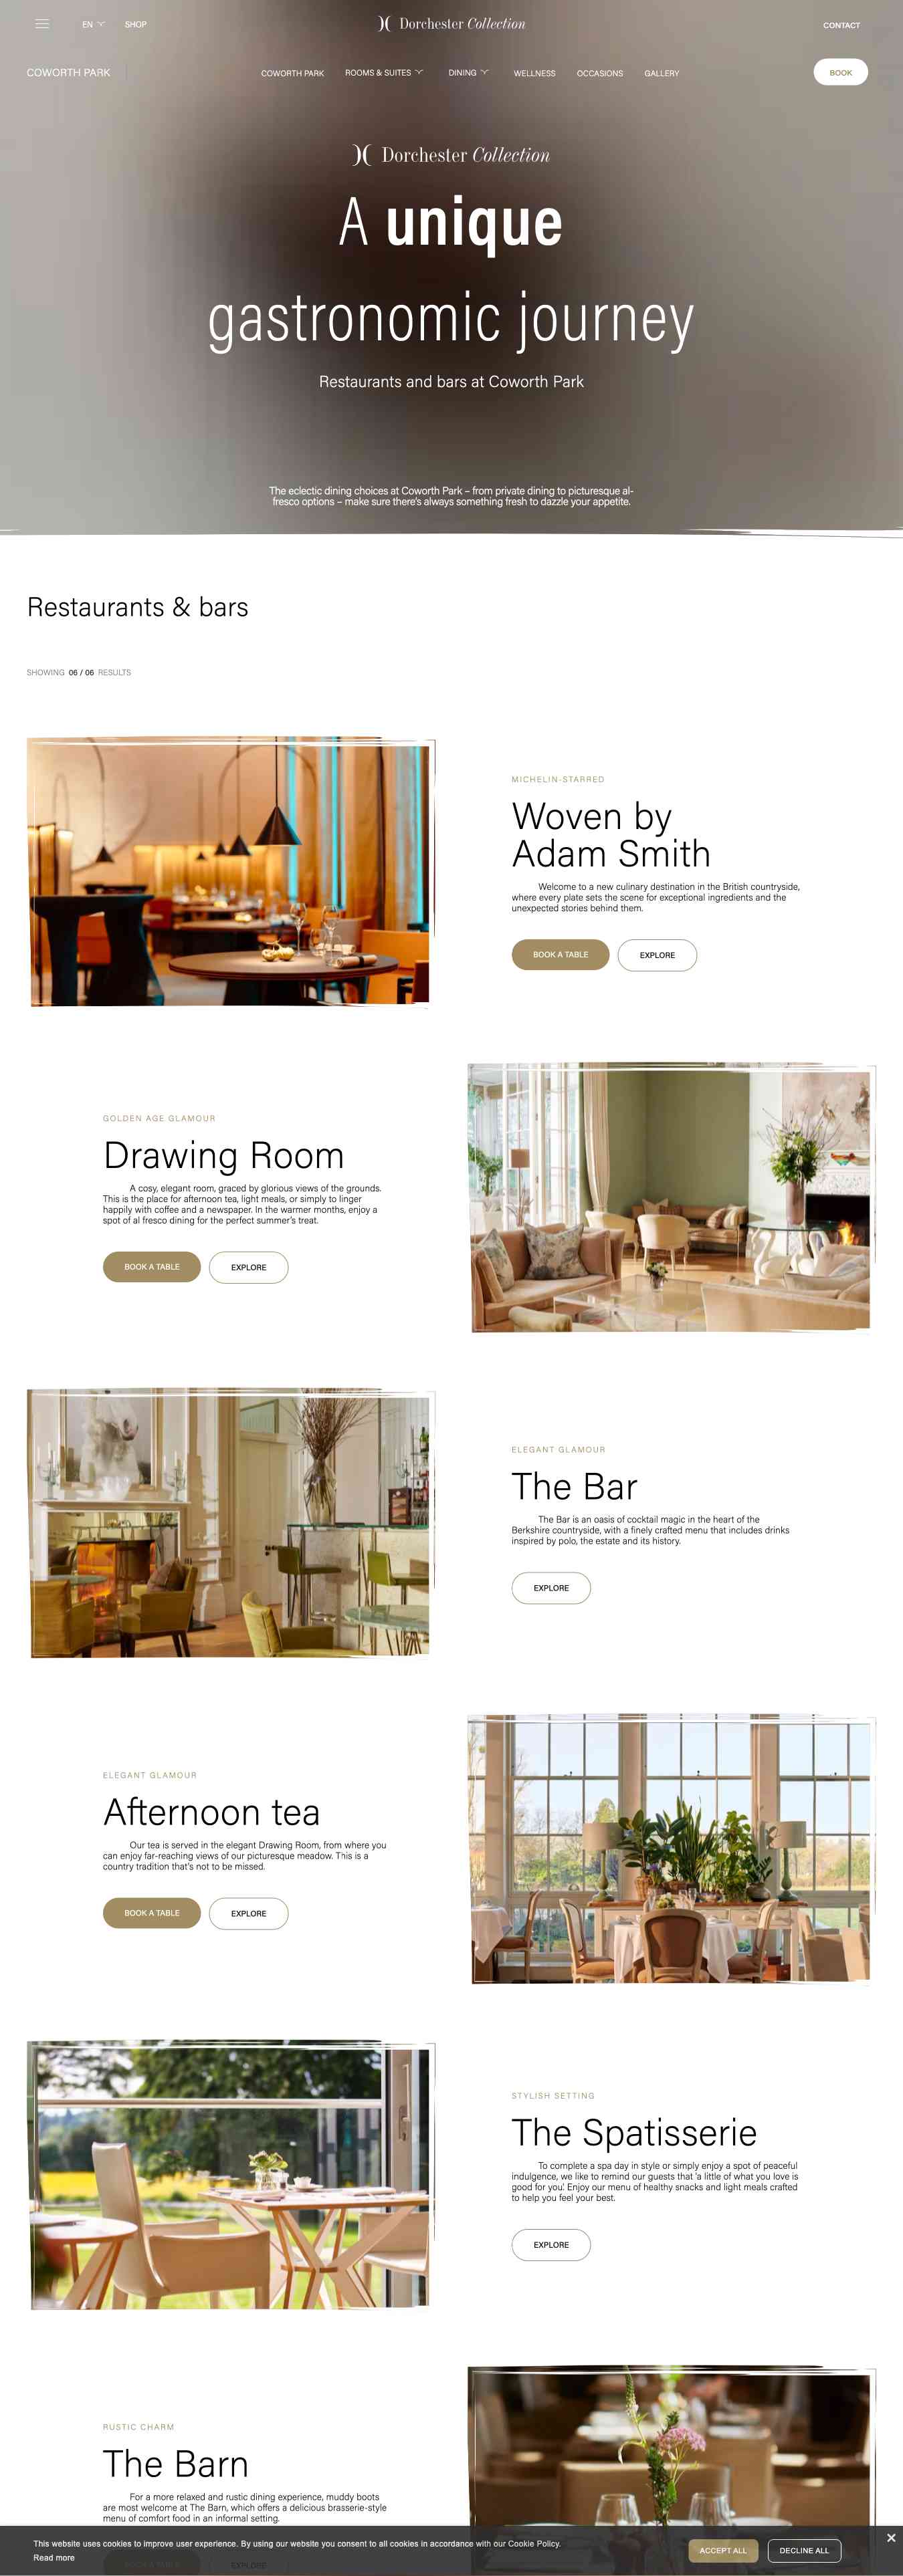 EN
SHOP
Dorchester Collection
CONTACT
COWORTH PARK
COWORTH PARK
ROOMS & SUITES
DINING
WELLNESS
OCCASIONS
GALLERY
BOOK
Dorchester Collection
A unique
gastronomic journey
Restaurants and bars at Coworth Park
The eclectic dining choices at Coworth Park – from private dining to picturesque al-
fresco options – make sure there's always something fresh to dazzle your appetite.
Restaurants & bars
SHOWING 06 / 06 RESULTS
MICHELIN-STARRED
Woven by
Adam Smith
Welcome to a new culinary destination in the British countryside,
where every plate sets the scene for exceptional ingredients and the
unexpected stories behind them.
BOOK A TABLE
EXPLORE
GOLDEN AGE GLAMOUR
Drawing Room
A cosy, elegant room, graced by glorious views of the grounds.
This is the place for afternoon tea, light meals, or simply to linger
happily with coffee and a newspaper. In the warmer months, enjoy a
spot of al fresco dining for the perfect summer's treat.
BOOK A TABLE
EXPLORE
ELEGANT GLAMOUR
The Bar
The Bar is an oasis of cocktail magic in the heart of the
Berkshire countryside, with a finely crafted menu that includes drinks
inspired by polo, the estate and its history.
EXPLORE
ELEGANT GLAMOUR
Afternoon tea
Our tea is served in the elegant Drawing Room, from where you
can enjoy far-reaching views of our picturesque meadow. This is a
country tradition that's not to be missed.
BOOK A TABLE
EXPLORE
STYLISH SETTING
The Spatisserie
To complete a spa day in style or simply enjoy a spot of peaceful
indulgence, we like to remind our guests that 'a little of what you love is
good for you'. Enjoy our menu of healthy snacks and light meals crafted
to help you feel your best.
EXPLORE
RUSTIC CHARM
The Barn
For a more relaxed and rustic dining experience, muddy boots
are most welcome at The Barn, which offers a delicious brasserie-style
menu of comfort food in an informal setting.
This website uses cookies to improve user experience. By using our website you consent to all cookies in accordance with our Cookie Policy.
Read more
ACCEPT ALL
DECLINE ALL
BOOK A TABLE
EXPLORE